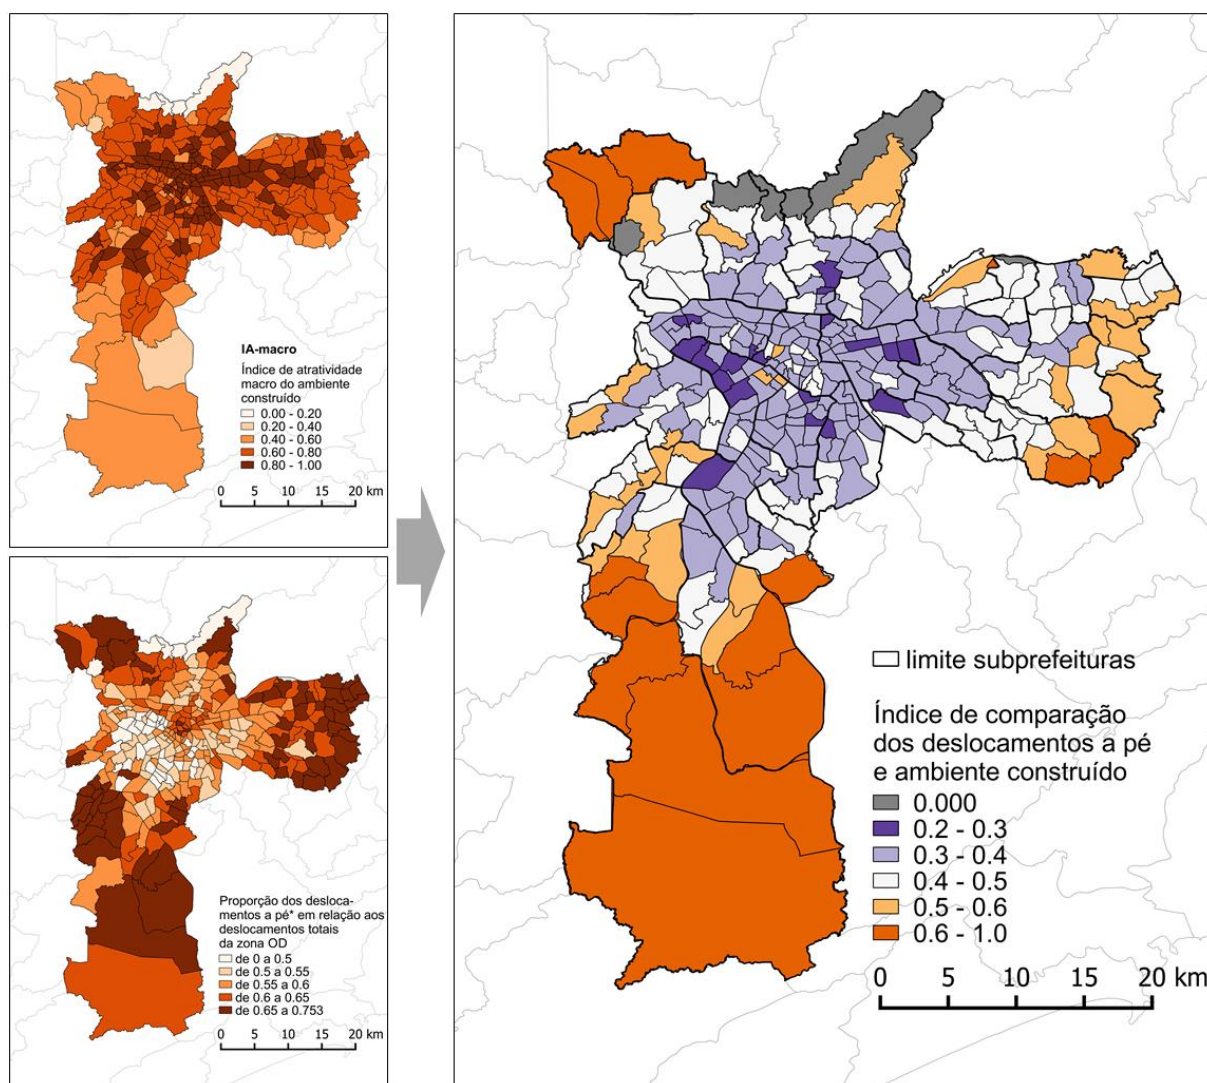 IA-macro
Índice de atratividade
macro do ambiente
construído
0.00 - 0.20
0.20 - 0.40
0.40 - 0.60
0.60 - 0.80
0.80 - 1.00
0 5 10 15 20 km
Proporção dos desloca-
mentos a pé* em relação aos
deslocamentos totais
da zona OD
de 0 a 0.5
de 0.5 a 0.55
de 0.55 a 0.6
de 0.6 a 0.65
de 0.65 a 0.753
0 5 10 15 20 km
limite subprefeituras
Índice de comparação
dos deslocamentos a pé
e ambiente construído
0.000
0.2 - 0.3
0.3 - 0.4
0.4 - 0.5
0.5 - 0.6
0.6 - 1.0
0 5 10 15 20 km